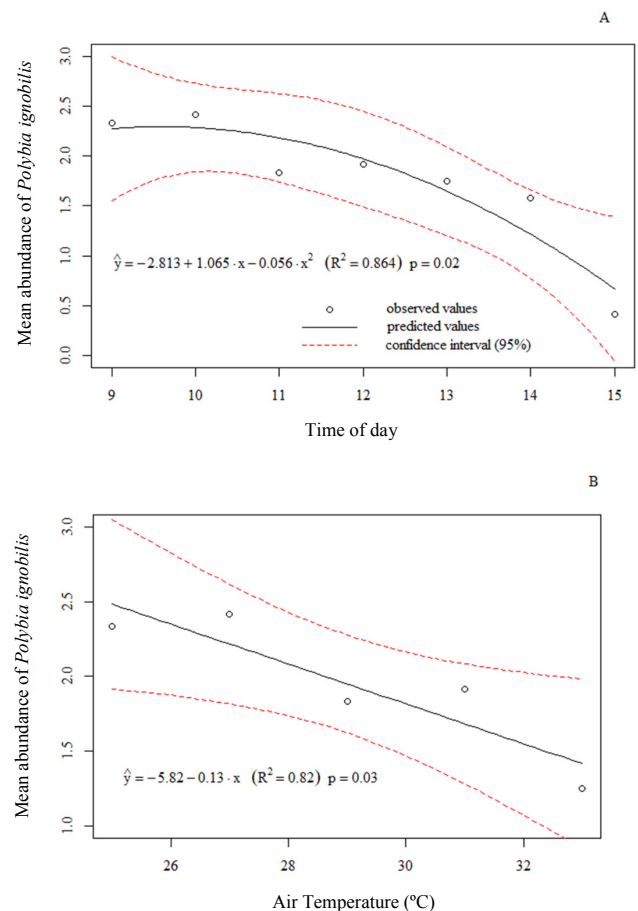 A
Mean abundance of Polybia ignobilis
3.0
2.5
2.0
1.5
1.0
0.5
0.0
ŷ = −2.813 + 1.065 · x − 0.056 · x² (R² = 0.864) p = 0.02
observed values
predicted values
confidence interval (95%)
9 10 11 12 13 14 15
Time of day
B
Mean abundance of Polybia ignobilis
3.0
2.5
2.0
1.5
1.0
ŷ = −5.82 − 0.13 · x (R² = 0.82) p = 0.03
26 28 30 32
Air Temperature (ºC)